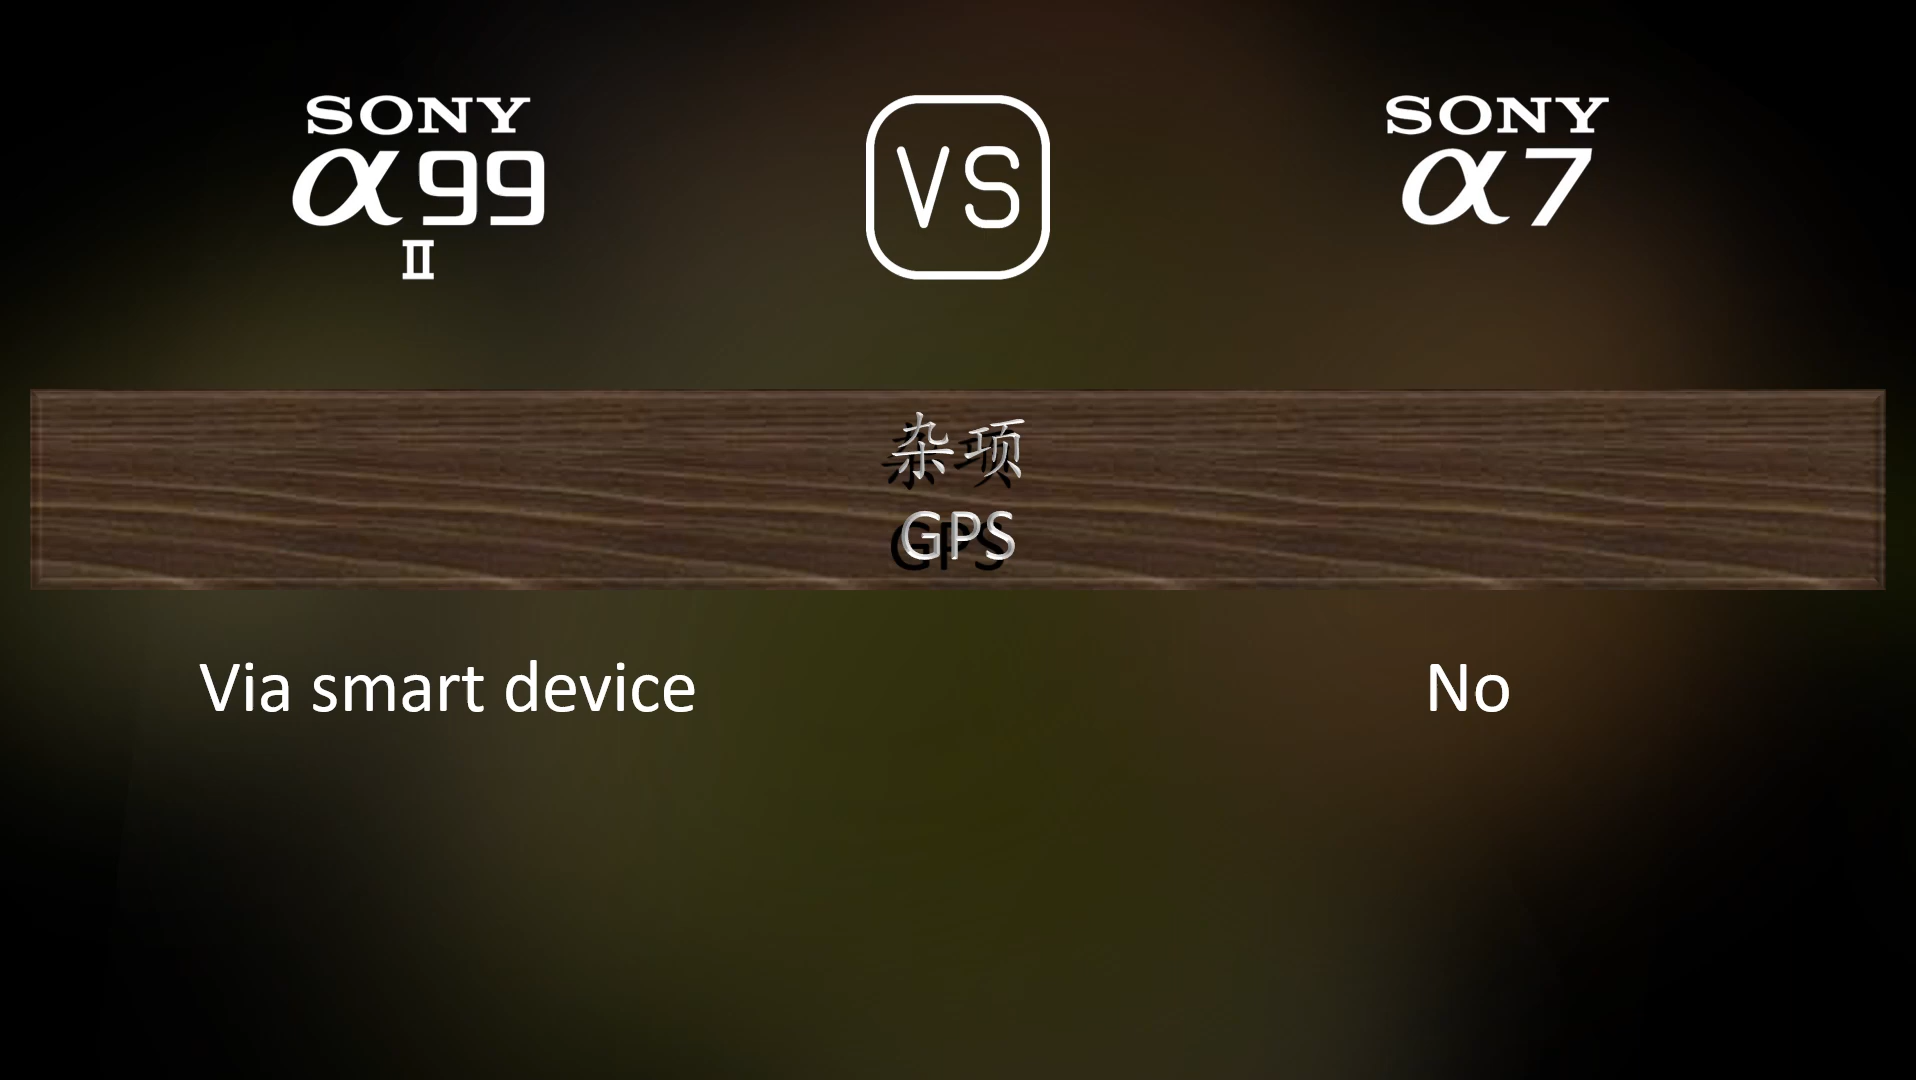 SONY
α99
II
VS
SONY
α7
杂项
GPS
Via smart device
No